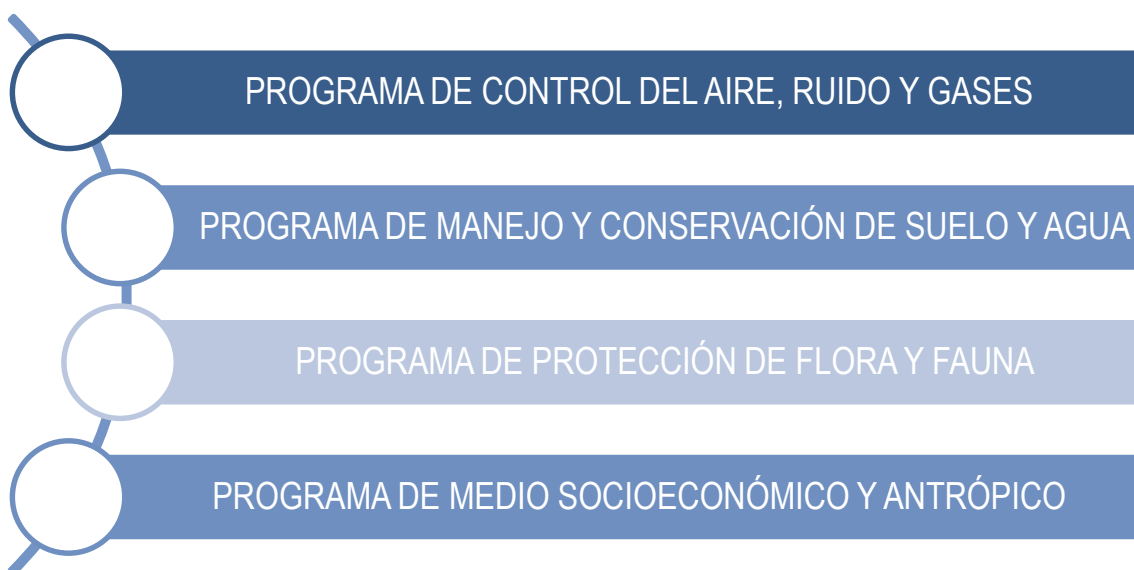 PROGRAMA DE CONTROL DEL AIRE, RUIDO Y GASES
PROGRAMA DE MANEJO Y CONSERVACIÓN DE SUELO Y AGUA
PROGRAMA DE PROTECCIÓN DE FLORA Y FAUNA
PROGRAMA DE MEDIO SOCIOECONÓMICO Y ANTRÓPICO